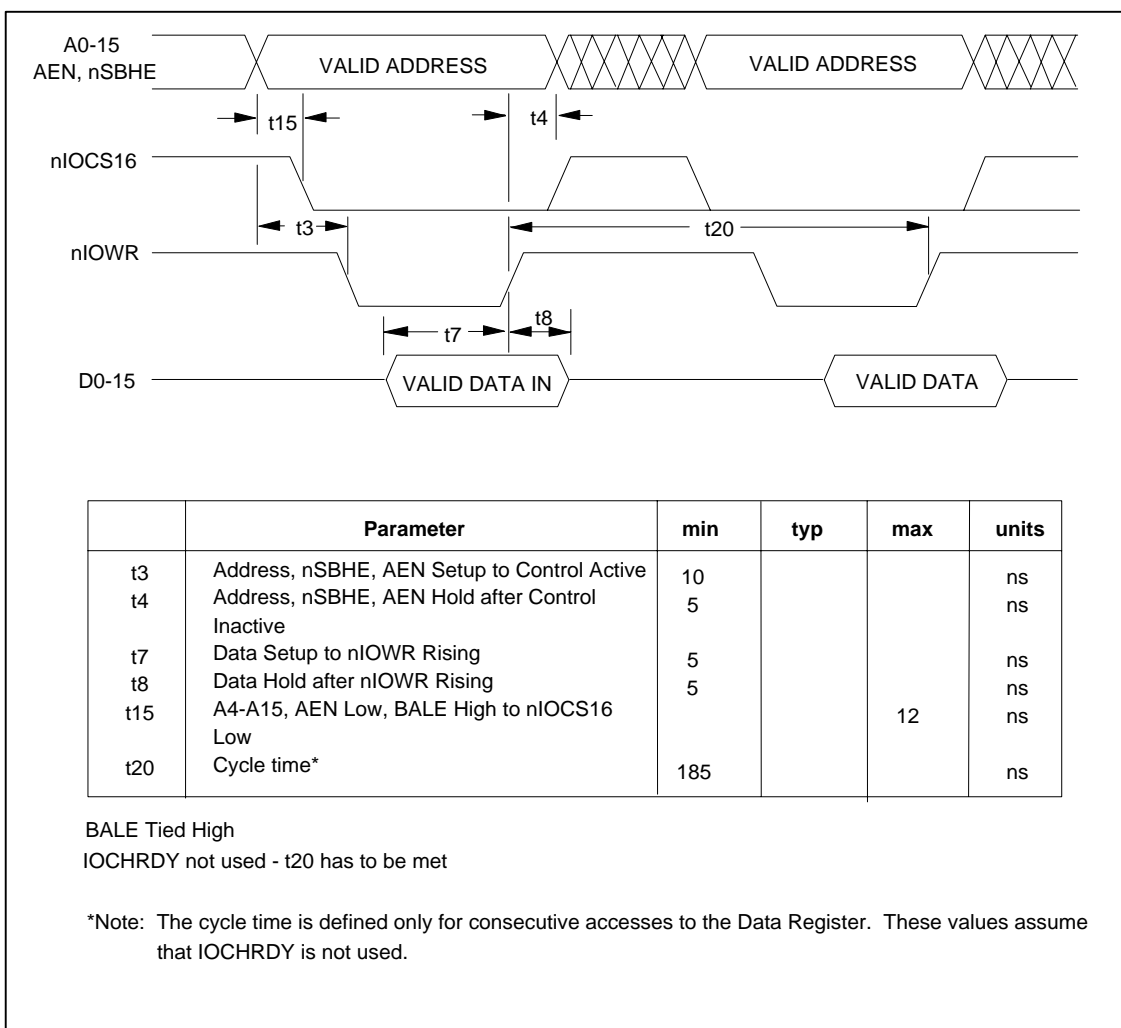 A0-15
AEN, nSBHE
VALID ADDRESS
VALID ADDRESS
t15
t4
nIOCS16
t3
t20
nIOWR
t7
t8
D0-15
VALID DATA IN
VALID DATA
Parameter min typ max units
t3 Address, nSBHE, AEN Setup to Control Active 10 ns
t4 Address, nSBHE, AEN Hold after Control 5 ns
Inactive
t7 Data Setup to nIOWR Rising 5 ns
t8 Data Hold after nIOWR Rising 5 ns
t15 A4-A15, AEN Low, BALE High to nIOCS16 12 ns
Low
t20 Cycle time* 185 ns
BALE Tied High
IOCHRDY not used - t20 has to be met
*Note: The cycle time is defined only for consecutive accesses to the Data Register. These values assume
that IOCHRDY is not used.